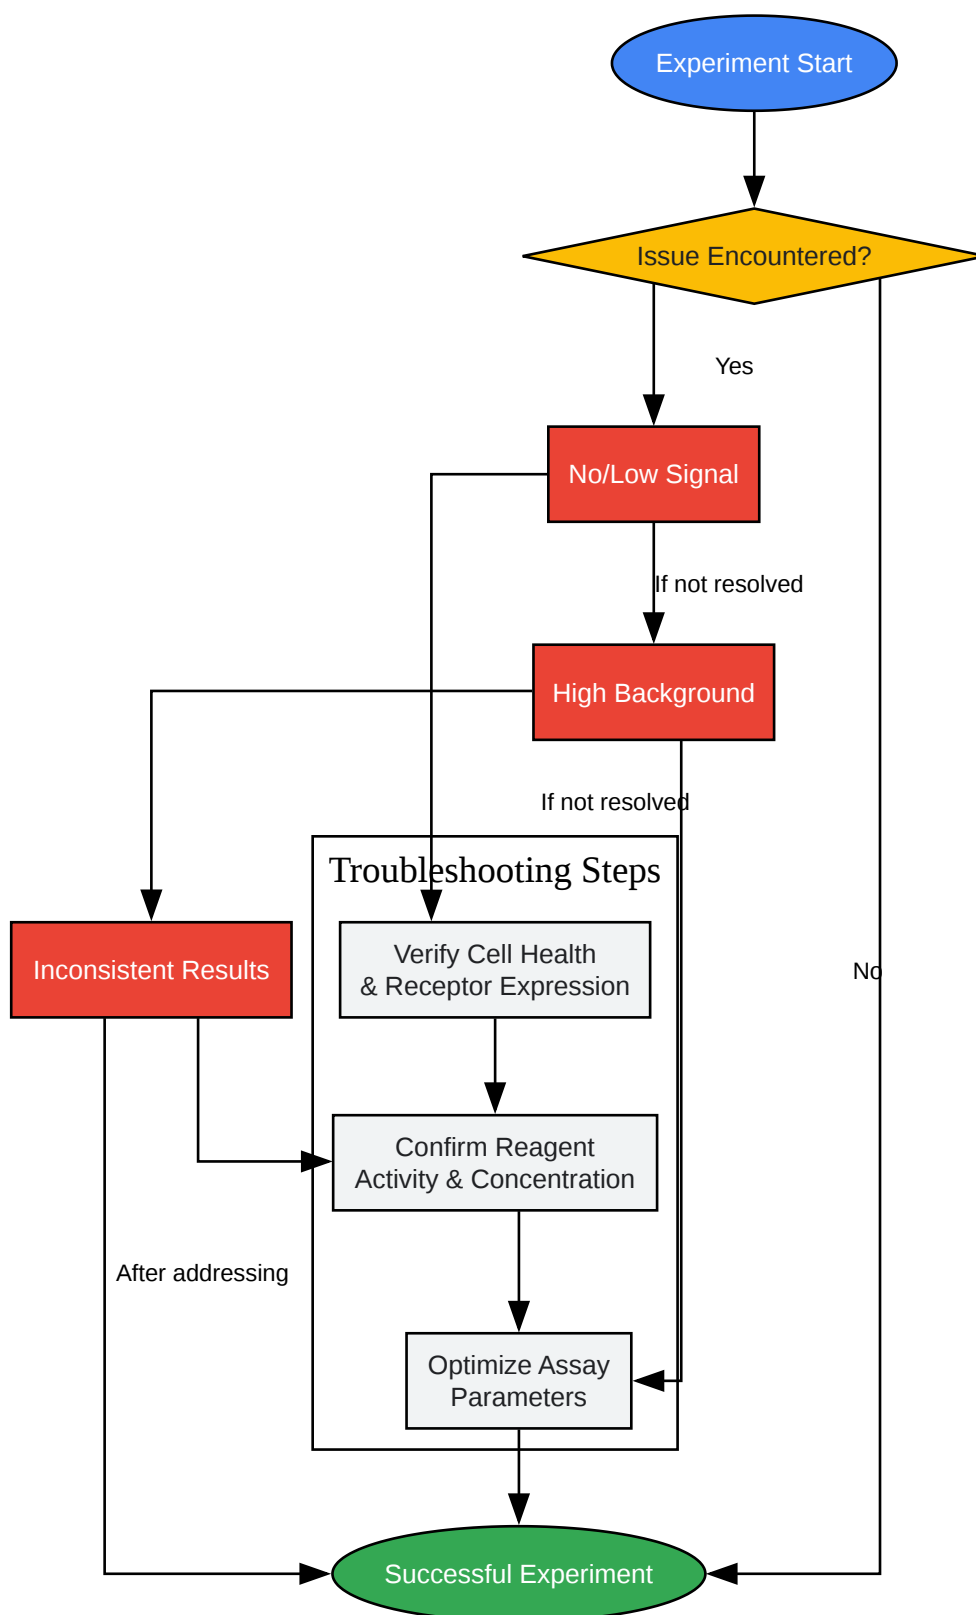 Experiment Start
Issue Encountered?
Yes
No/Low Signal
If not resolved
High Background
If not resolved
Troubleshooting Steps
Verify Cell Health
& Receptor Expression
Inconsistent Results
No
Confirm Reagent
Activity & Concentration
After addressing
Optimize Assay
Parameters
Successful Experiment